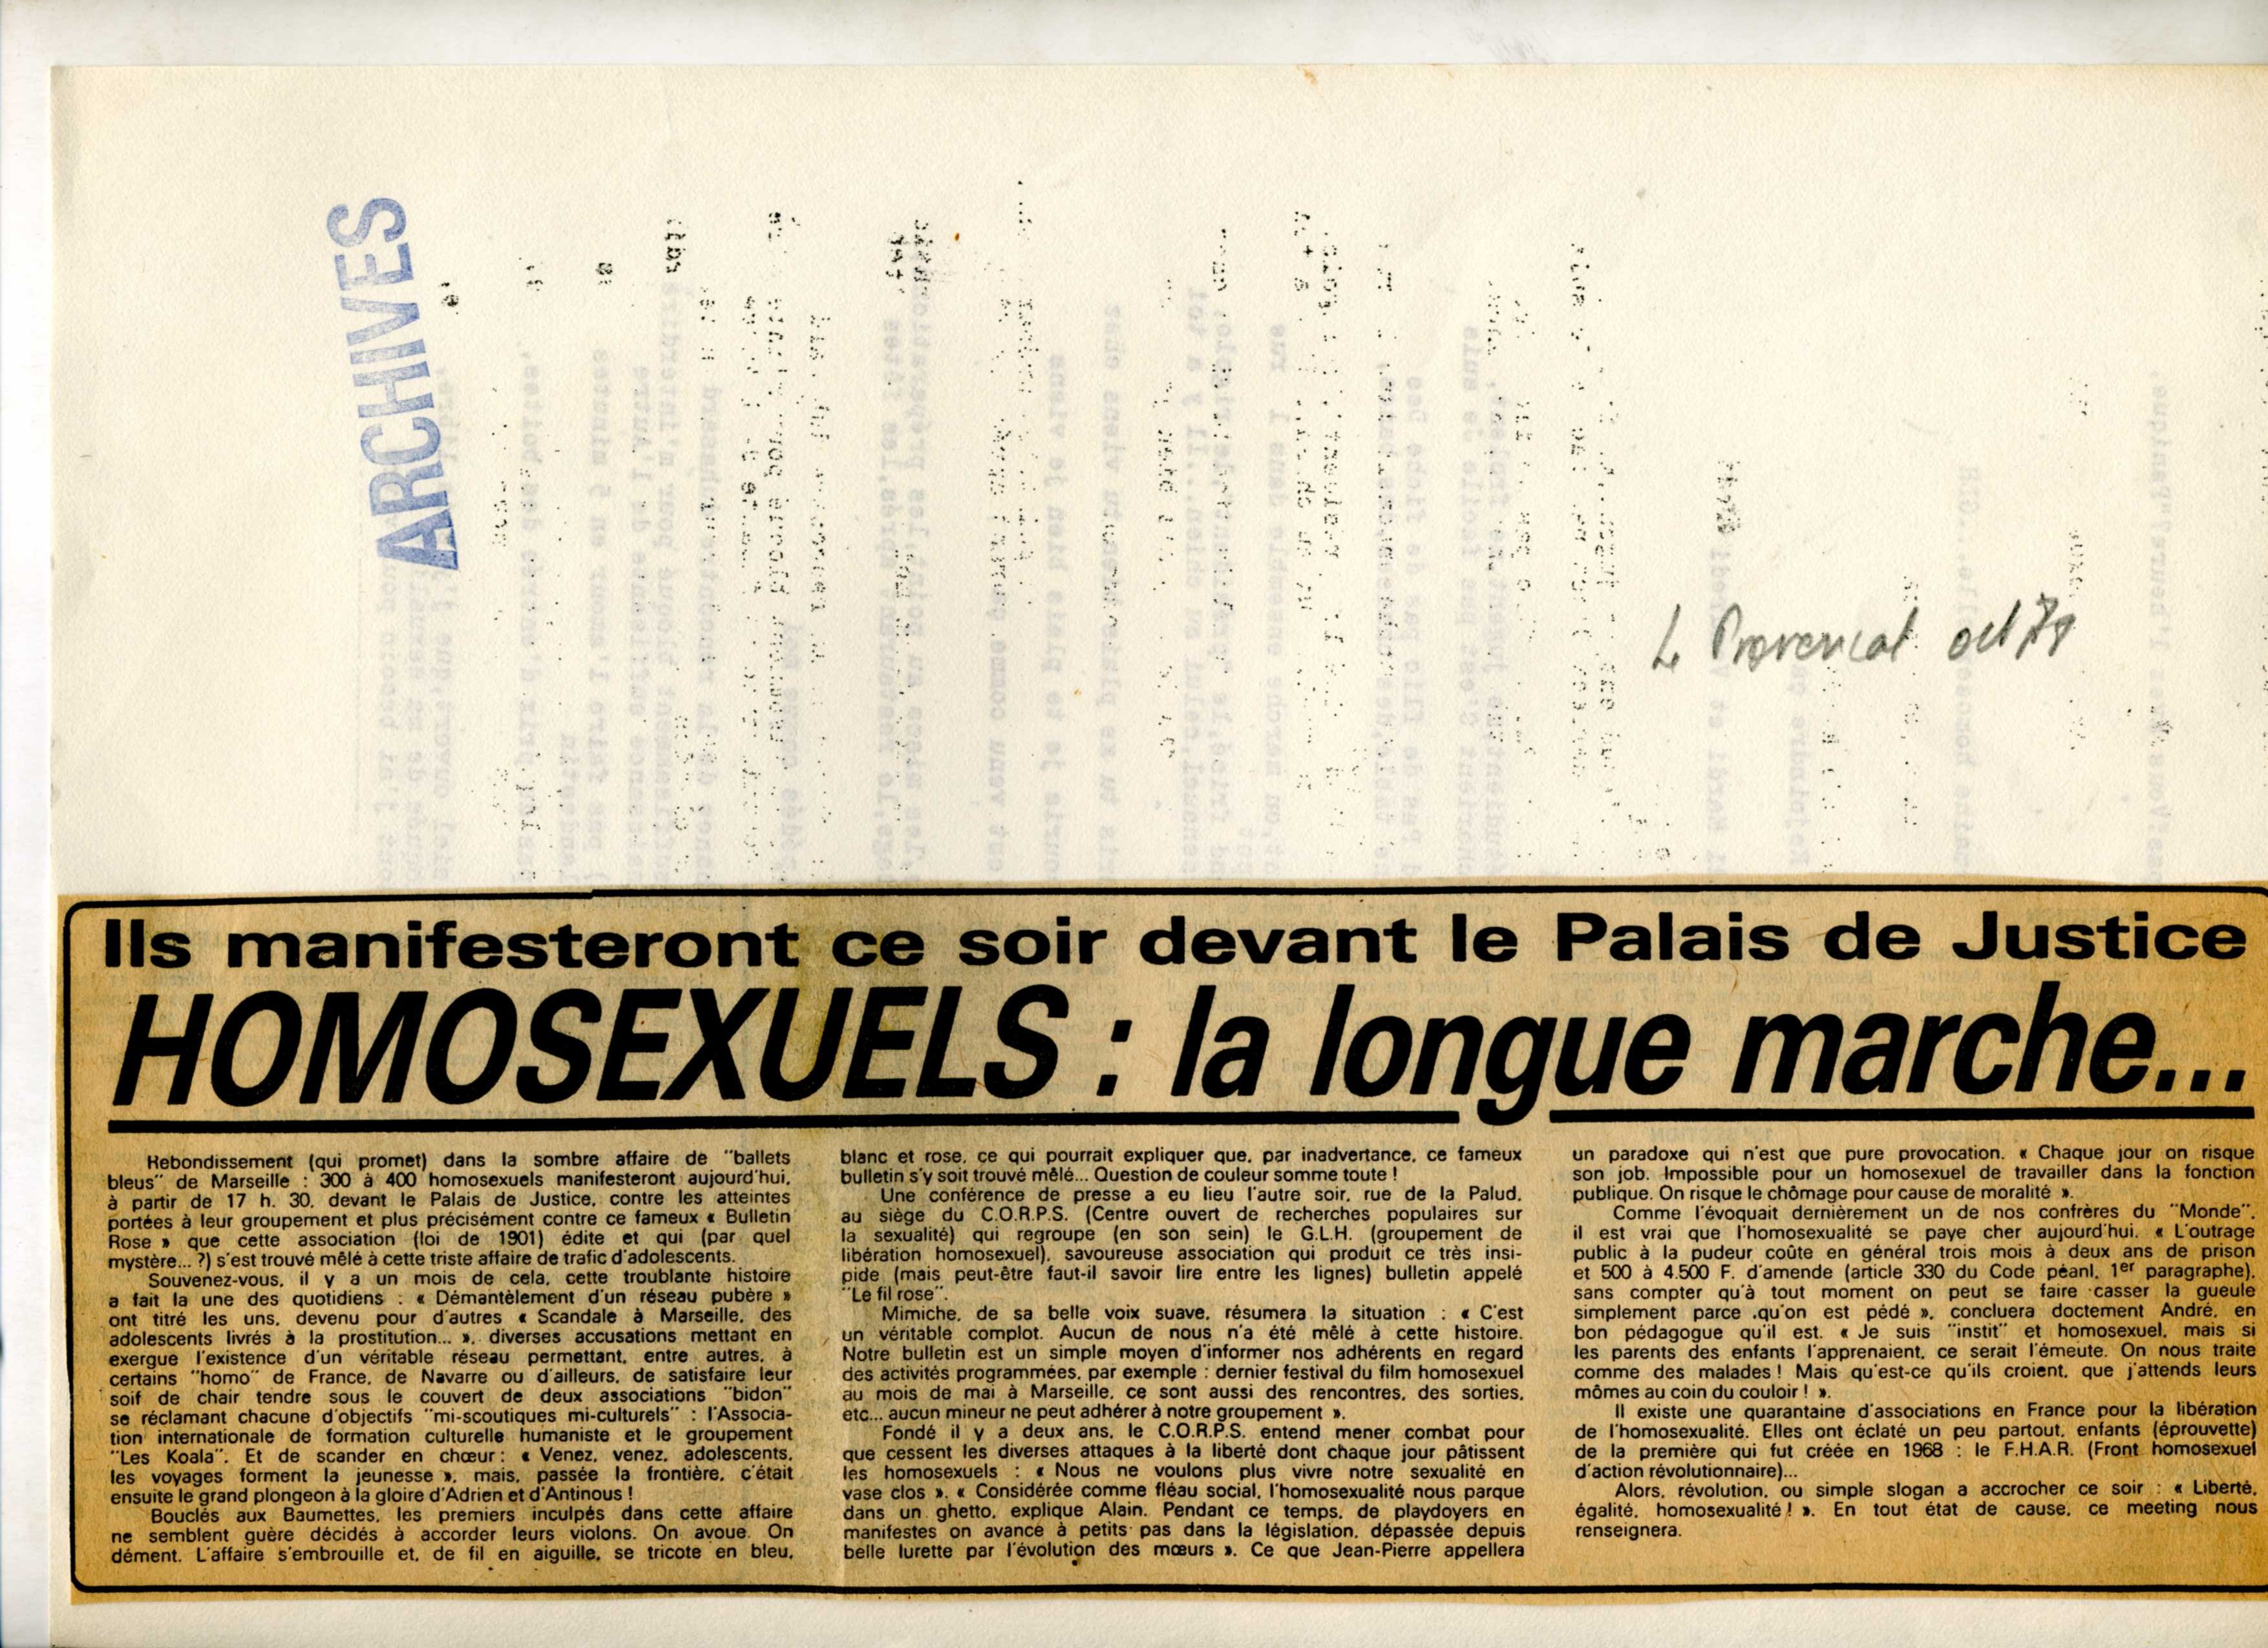 ARCHIVES
Le Provencal oct 79
Ils manifesteront ce soir devant le Palais de Justice
HOMOSEXUELS : la longue marche...
Rebondissement (qui promet) dans la sombre affaire de "ballets
bleus" de Marseille : 300 à 400 homosexuels manifesteront aujourd'hui,
à partir de 17 h. 30, devant le Palais de Justice, contre les atteintes
portées à leur groupement et plus précisément contre ce fameux « Bulletin
Rose » que cette association (loi de 1901) édite et qui (par quel
mystère... ?) s'est trouvé mêlé à cette triste affaire de trafic d'adolescents.
Souvenez-vous, il y a un mois de cela, cette troublante histoire
a fait la une des quotidiens : « Démantèlement d'un réseau pubère »
ont titré les uns, devenu pour d'autres « Scandale à Marseille, des
adolescents livrés à la prostitution... », diverses accusations mettant en
exergue l'existence d'un véritable réseau permettant, entre autres, à
certains "homo" de France, de Navarre ou d'ailleurs, de satisfaire leur
soif de chair tendre sous le couvert de deux associations "bidon"
se réclamant chacune d'objectifs "mi-scoutiques mi-culturels" : l'Associa-
tion internationale de formation culturelle humaniste et le groupement
"Les Koala". Et de scander en chœur : « Venez, venez, adolescents,
les voyages forment la jeunesse », mais, passée la frontière, c'était
ensuite le grand plongeon à la gloire d'Adrien et d'Antinous !
Bouclés aux Baumettes, les premiers inculpés dans cette affaire
ne semblent guère décidés à accorder leurs violons. On avoue. On
dément. L'affaire s'embrouille et, de fil en aiguille, se tricote en bleu,
blanc et rose, ce qui pourrait expliquer que, par inadvertance, ce fameux
bulletin s'y soit trouvé mêlé... Question de couleur somme toute !
Une conférence de presse a eu lieu l'autre soir, rue de la Palud,
au siège du C.O.R.P.S. (Centre ouvert de recherches populaires sur
la sexualité) qui regroupe (en son sein) le G.L.H. (groupement de
libération homosexuel), savoureuse association qui produit ce très insi-
pide (mais peut-être faut-il savoir lire entre les lignes) bulletin appelé
"Le fil rose".
Mimiche, de sa belle voix suave, résumera la situation : « C'est
un véritable complot. Aucun de nous n'a été mêlé à cette histoire.
Notre bulletin est un simple moyen d'informer nos adhérents en regard
des activités programmées, par exemple : dernier festival du film homosexuel
au mois de mai à Marseille, ce sont aussi des rencontres, des sorties,
etc... aucun mineur ne peut adhérer à notre groupement ».
Fondé il y a deux ans, le C.O.R.P.S. entend mener combat pour
que cessent les diverses attaques à la liberté dont chaque jour pâtissent
les homosexuels : « Nous ne voulons plus vivre notre sexualité en
vase clos ». « Considérée comme fléau social, l'homosexualité nous parque
dans un ghetto, explique Alain. Pendant ce temps, de playdoyers en
manifestes on avance à petits pas dans la législation, dépassée depuis
belle lurette par l'évolution des mœurs ». Ce que Jean-Pierre appellera
un paradoxe qui n'est que pure provocation. « Chaque jour on risque
son job. Impossible pour un homosexuel de travailler dans la fonction
publique. On risque le chômage pour cause de moralité ».
Comme l'évoquait dernièrement un de nos confrères du "Monde",
il est vrai que l'homosexualité se paye cher aujourd'hui. « L'outrage
public à la pudeur coûte en général trois mois à deux ans de prison
et 500 à 4.500 F. d'amende (article 330 du Code péanl, 1er paragraphe),
sans compter qu'à tout moment on peut se faire casser la gueule
simplement parce qu'on est pédé », concluera doctement André, en
bon pédagogue qu'il est. « Je suis "instit" et homosexuel, mais si
les parents des enfants l'apprenaient, ce serait l'émeute. On nous traite
comme des malades ! Mais qu'est-ce qu'ils croient, que j'attends leurs
mômes au coin du couloir ! ».
Il existe une quarantaine d'associations en France pour la libération
de l'homosexualité. Elles ont éclaté un peu partout, enfants (éprouvette)
de la première qui fut créée en 1968 : le F.H.A.R. (Front homosexuel
d'action révolutionnaire)...
Alors, révolution, ou simple slogan a accrocher ce soir : « Liberté,
égalité, homosexualité ! ». En tout état de cause, ce meeting nous
renseignera.